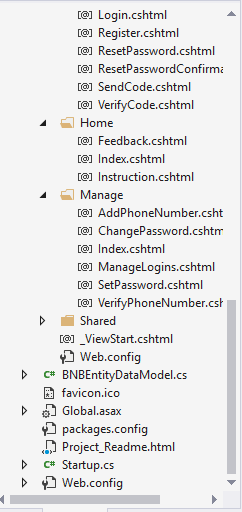 Login.cshtml
Register.cshtml
ResetPassword.cshtml
ResetPasswordConfirma
SendCode.cshtml
VerifyCode.cshtml
Home
Feedback.cshtml
Index.cshtml
Instruction.cshtml
Manage
AddPhoneNumber.csht
ChangePassword.cshtm
Index.cshtml
ManageLogins.cshtml
SetPassword.cshtml
VerifyPhoneNumber.csh
Shared
_ViewStart.cshtml
Web.config
C# BNBEntityDataModel.cs
favicon.ico
Global.asax
packages.config
Project_Readme.html
C# Startup.cs
Web.config